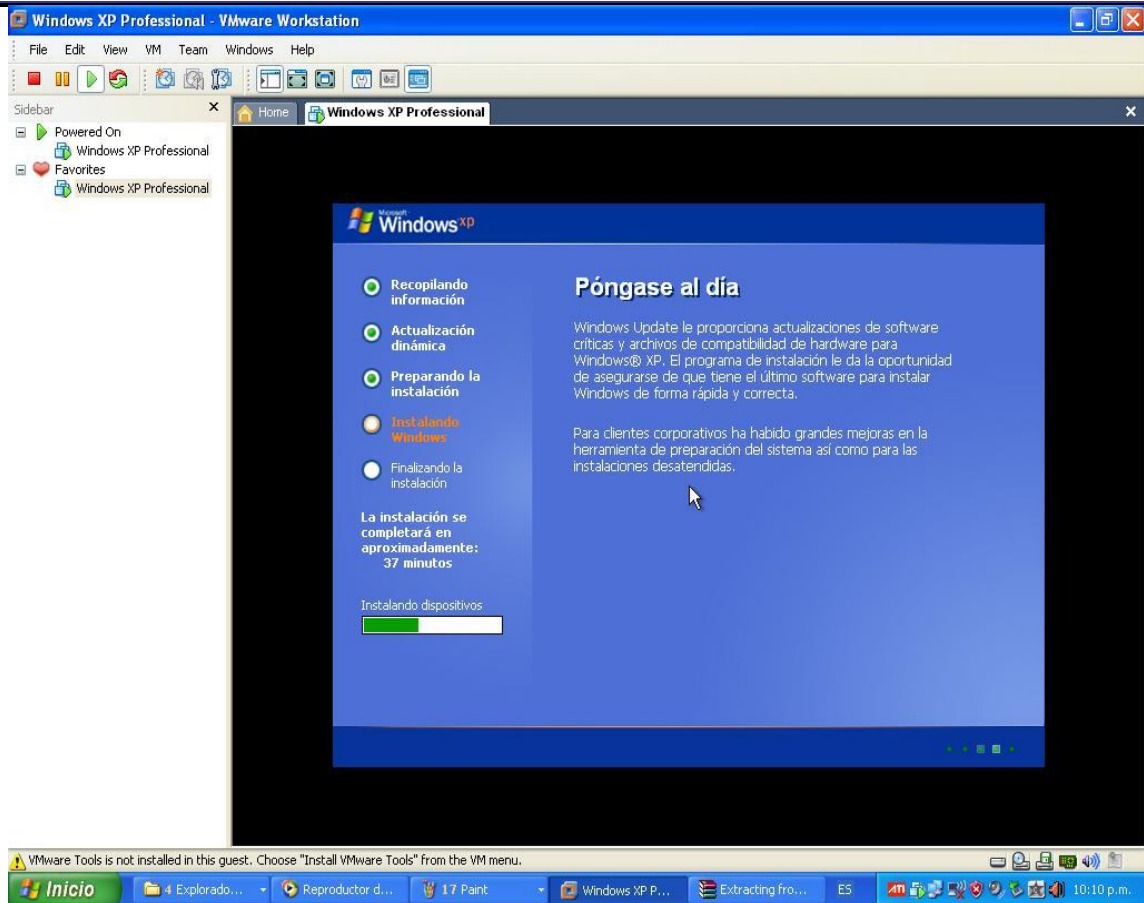 Windows XP Professional - VMware Workstation
File Edit View VM Team Windows Help
Sidebar
Powered On
Windows XP Professional
Favorites
Windows XP Professional
Home
Windows XP Professional
Microsoft
Windows xp
Recopilando
información
Actualización
dinámica
Preparando la
instalación
Instalando
Windows
Finalizando la
instalación
La instalación se
completará en
aproximadamente:
37 minutos
Instalando dispositivos
Póngase al día
Windows Update le proporciona actualizaciones de software
críticas y archivos de compatibilidad de hardware para
Windows® XP. El programa de instalación le da la oportunidad
de asegurarse de que tiene el último software para instalar
Windows de forma rápida y correcta.
Para clientes corporativos ha habido grandes mejoras en la
herramienta de preparación del sistema así como para las
instalaciones desatendidas.
VMware Tools is not installed in this guest. Choose "Install VMware Tools" from the VM menu.
Inicio
4 Explorado...
Reproductor d...
17 Paint
Windows XP P...
Extracting fro...
ES
ATI
10:10 p.m.